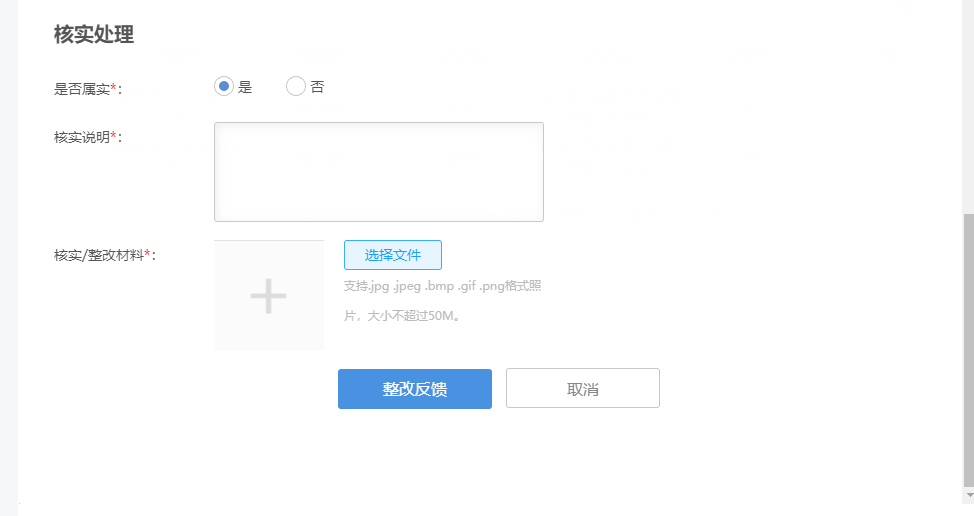 核实处理
是否属实*： 是 否
核实说明*：
核实/整改材料*： 选择文件
支持.jpg .jpeg .bmp .gif .png格式照
片，大小不超过50M。
整改反馈 取消